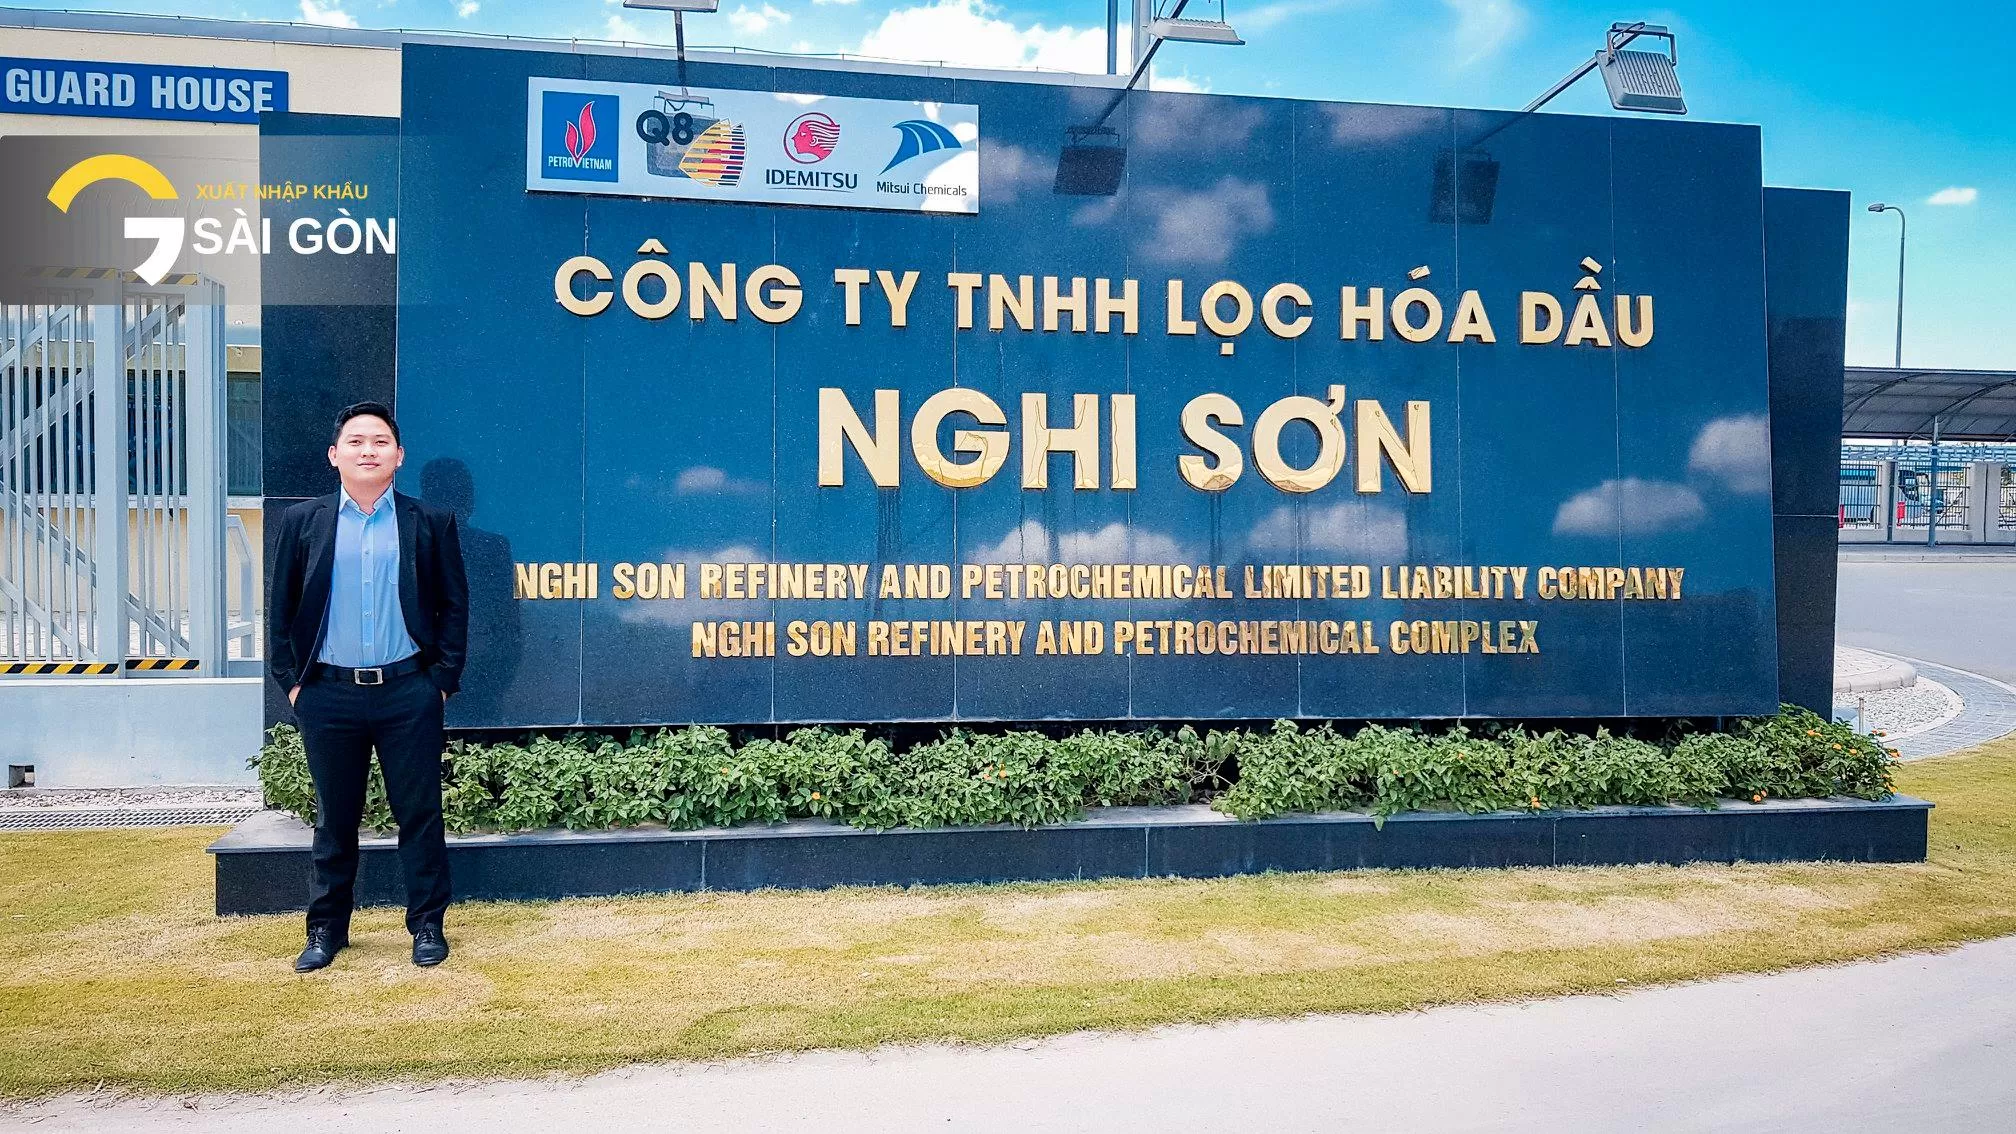 GUARD HOUSE
XUẤT NHẬP KHẨU
SÀI GÒN
PETROVIETNAM
Q8
IDEMITSU
Mitsui Chemicals
CÔNG TY TNHH LỌC HÓA DẦU
NGHI SƠN
NGHI SON REFINERY AND PETROCHEMICAL LIMITED LIABILITY COMPANY
NGHI SON REFINERY AND PETROCHEMICAL COMPLEX